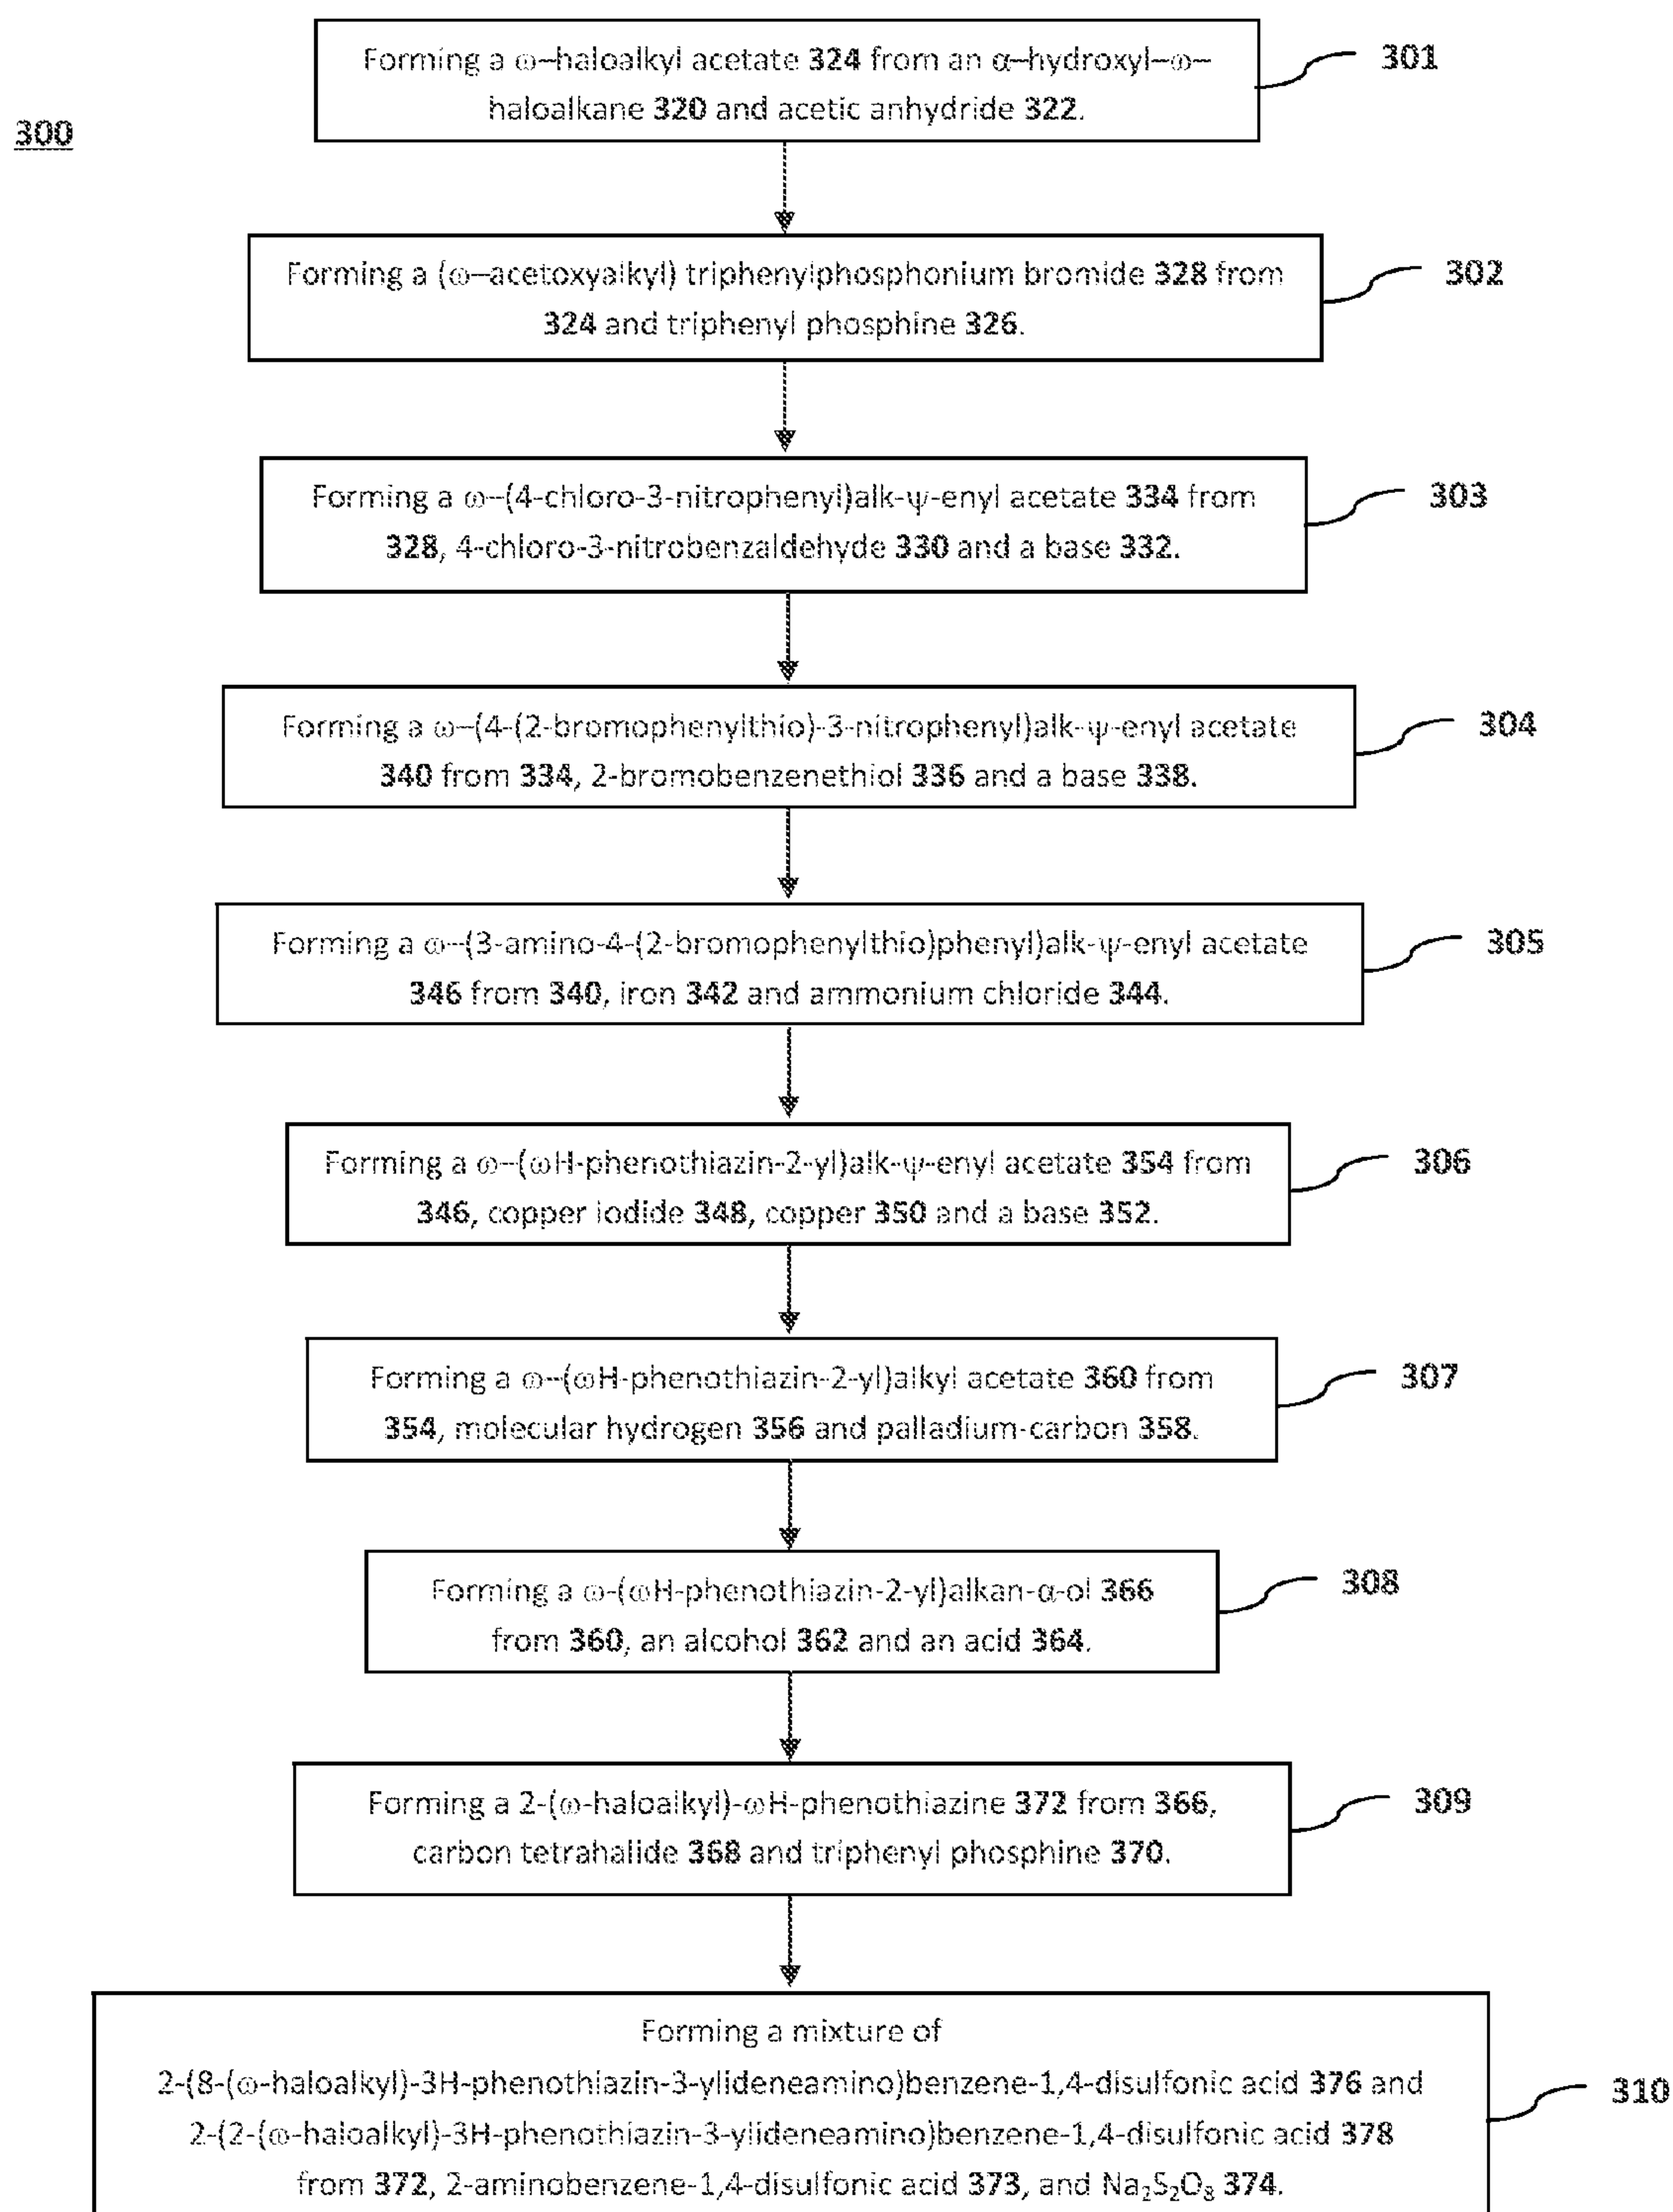 300
Forming a ω–haloalkyl acetate 324 from an α–hydroxyl–ω–
haloalkane 320 and acetic anhydride 322.
301
Forming a (ω–acetoxyalkyl) triphenylphosphonium bromide 328 from
324 and triphenyl phosphine 326.
302
Forming a ω–(4-chloro-3-nitrophenyl)alk-ψ-enyl acetate 334 from
328, 4-chloro-3-nitrobenzaldehyde 330 and a base 332.
303
Forming a ω–(4-(2-bromophenylthio)-3-nitrophenyl)alk-ψ-enyl acetate
340 from 334, 2-bromobenzenethiol 336 and a base 338.
304
Forming a ω–(3-amino-4-(2-bromophenylthio)phenyl)alk-ψ-enyl acetate
346 from 340, iron 342 and ammonium chloride 344.
305
Forming a ω–(ωH-phenothiazin-2-yl)alk-ψ-enyl acetate 354 from
346, copper iodide 348, copper 350 and a base 352.
306
Forming a ω–(ωH-phenothiazin-2-yl)alkyl acetate 360 from
354, molecular hydrogen 356 and palladium-carbon 358.
307
Forming a ω-(ωH-phenothiazin-2-yl)alkan-α-ol 366
from 360, an alcohol 362 and an acid 364.
308
Forming a 2-(ω-haloalkyl)-ωH-phenothiazine 372 from 366,
carbon tetrahalide 368 and triphenyl phosphine 370.
309
Forming a mixture of
2-(8-(ω-haloalkyl)-3H-phenothiazin-3-ylideneamino)benzene-1,4-disulfonic acid 376 and
2-(2-(ω-haloalkyl)-3H-phenothiazin-3-ylideneamino)benzene-1,4-disulfonic acid 378
from 372, 2-aminobenzene-1,4-disulfonic acid 373, and Na₂S₂O₈ 374.
310